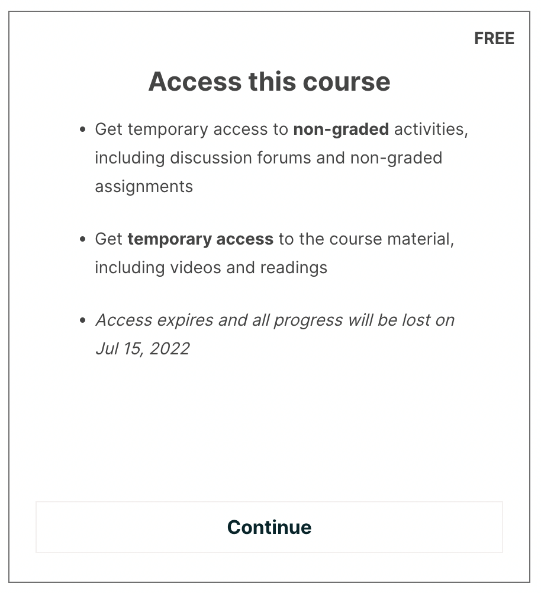 FREE
Access this course
• Get temporary access to non-graded activities,
including discussion forums and non-graded
assignments
• Get temporary access to the course material,
including videos and readings
• Access expires and all progress will be lost on
Jul 15, 2022
Continue